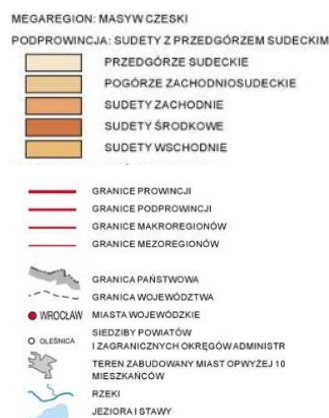 MEGAREGION: MASYW CZESKI
PODPROWINCJA: SUDETY Z PRZEDGÓRZEM SUDECKIM
PRZEDGÓRZE SUDECKIE
POGÓRZE ZACHODNIOSUDECKIE
SUDETY ZACHODNIE
SUDETY ŚRODKOWE
SUDETY WSCHODNIE
GRANICE PROWINCJI
GRANICE PODPROWINCJI
GRANICE MAKROREGIONÓW
GRANICE MEZOREGIONÓW
GRANICA PAŃSTWOWA
GRANICA WOJEWÓDZTWA
WROCŁAW MIASTA WOJEWÓDZKIE
OLEŚNICA SIEDZIBY POWIATÓW
I ZAGRANICZNYCH OKRĘGÓW ADMINISTR
TEREN ZABUDOWANY MIAST OPWYŻEJ 10
MIESZKAŃCÓW
RZEKI
JEZIORA I STAWY